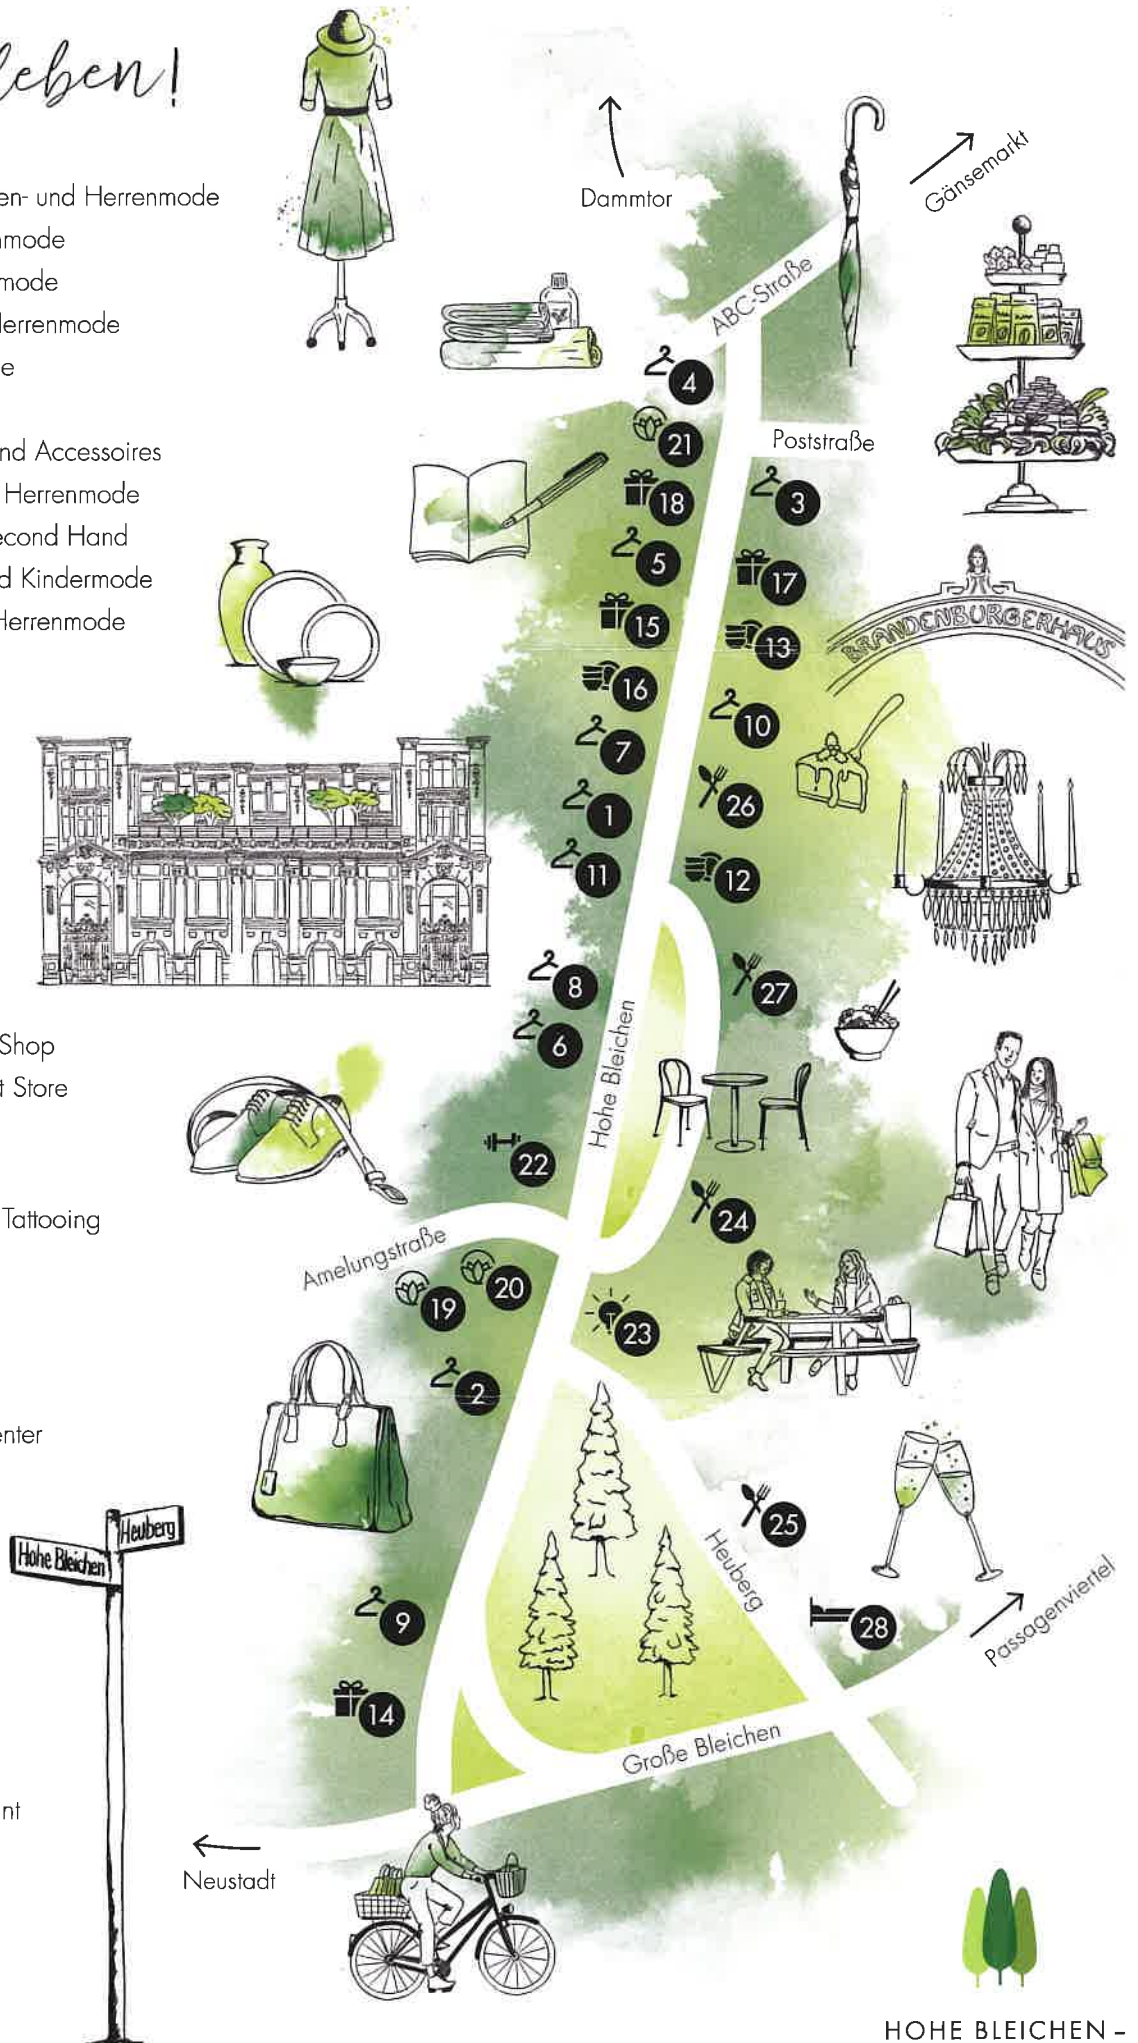 leben!
en- und Herrenmode
mode
mode
Herrenmode
e
nd Accessoires
Herrenmode
econd Hand
d Kindermode
Herrenmode
Shop
t Store
Tattooing
enter
nt
Dammtor
Gänsemarkt
ABC-Straße
4
21
Poststraße
18
3
5
17
15
13
16
BRANDENBURGERHAUS
10
7
26
1
11
12
8
27
6
Hohe Bleichen
22
24
Amelungstraße
20
19
23
2
Heuberg
Hohe Bleichen
25
Heuberg
9
28
Passagenviertel
14
Große Bleichen
Neustadt
HOHE BLEICHEN –